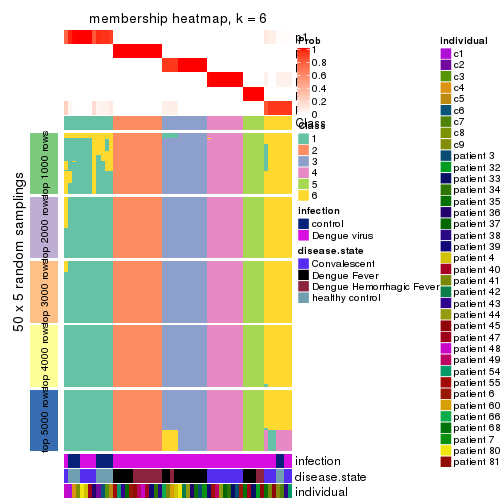 membership heatmap, k = 6
50 x 5 random samplings
top 1000 rows
top 2000 rows
top 3000 rows
top 4000 rows
top 5000 rows
p1
Class
infection
disease.state
individual
Prob
1
0.8
0.6
0.4
0.2
0
Class
1
2
3
4
5
6
infection
control
Dengue virus
disease.state
Convalescent
Dengue Fever
Dengue Hemorrhagic Fever
healthy control
individual
c1
c2
c3
c4
c5
c6
c7
c8
c9
patient 3
patient 32
patient 33
patient 34
patient 35
patient 36
patient 37
patient 38
patient 39
patient 4
patient 40
patient 41
patient 42
patient 43
patient 44
patient 45
patient 47
patient 48
patient 49
patient 54
patient 55
patient 6
patient 60
patient 66
patient 68
patient 7
patient 80
patient 81